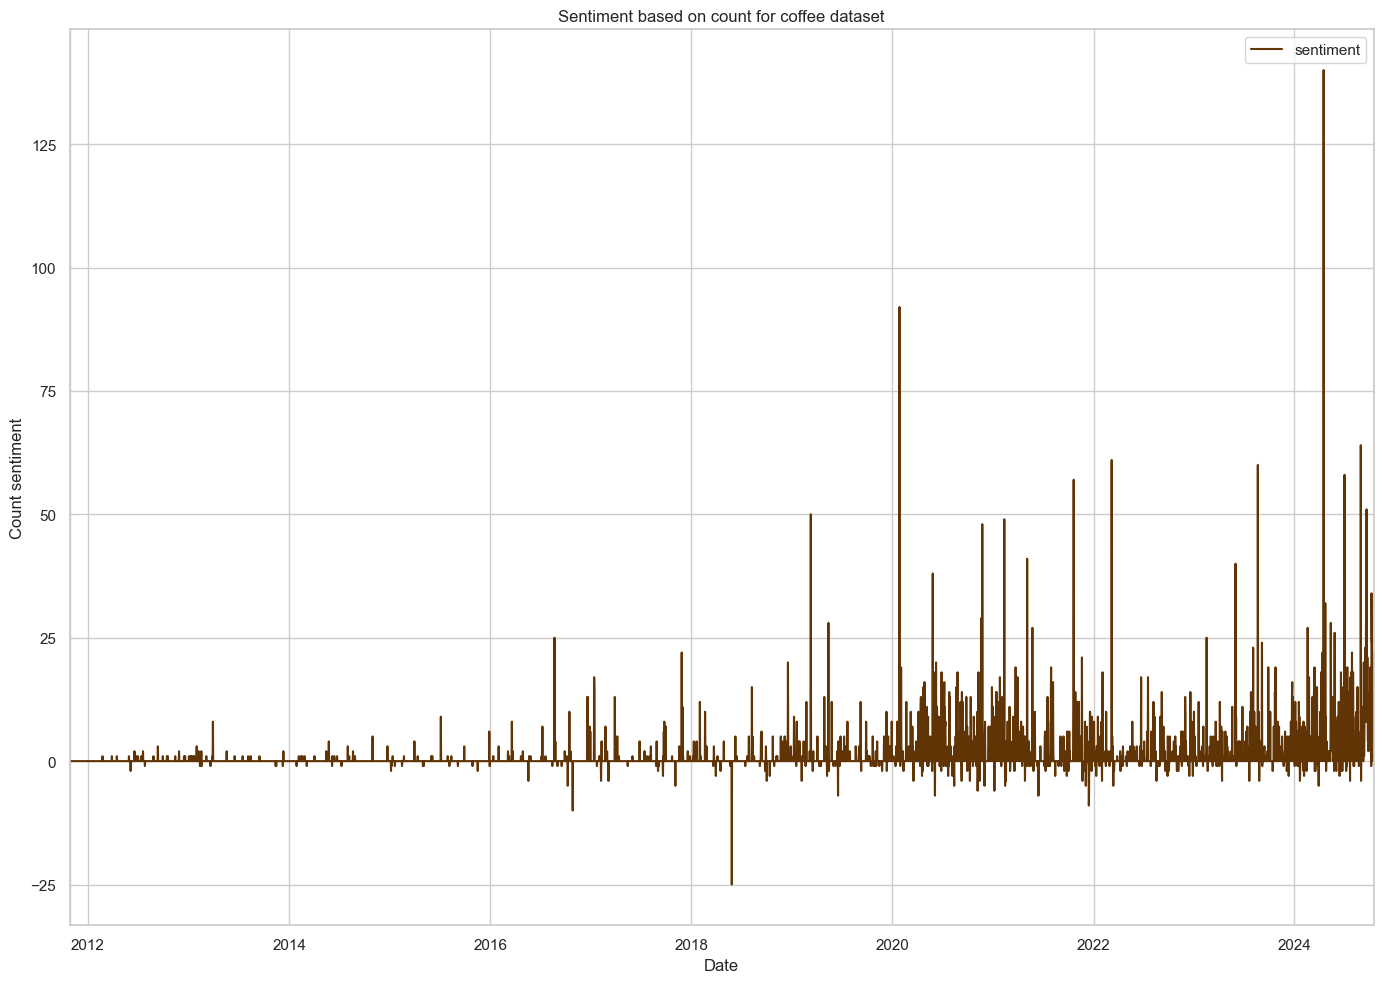 Sentiment based on count for coffee dataset
sentiment
125
100
75
50
25
0
−25
Count sentiment
2012 2014 2016 2018 2020 2022 2024
Date